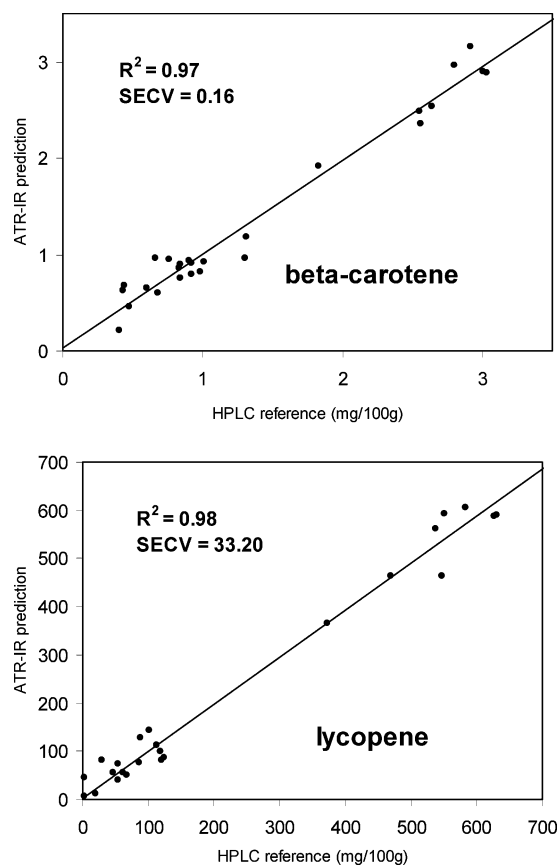 R² = 0.97
SECV = 0.16
ATR-IR prediction
3
2
1
0
beta-carotene
0 1 2 3
HPLC reference (mg/100g)
R² = 0.98
SECV = 33.20
ATR-IR prediction
700
600
500
400
300
200
100
0
lycopene
0 100 200 300 400 500 600 700
HPLC reference (mg/100g)